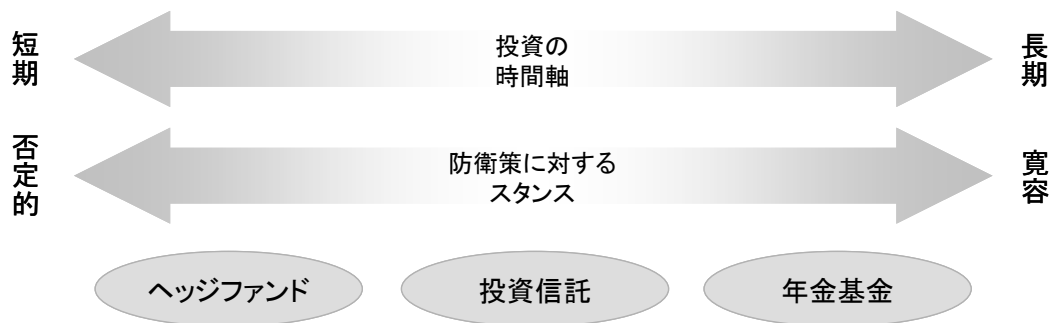 短期
投資の
時間軸
長期
否定的
防衛策に対する
スタンス
寛容
ヘッジファンド
投資信託
年金基金